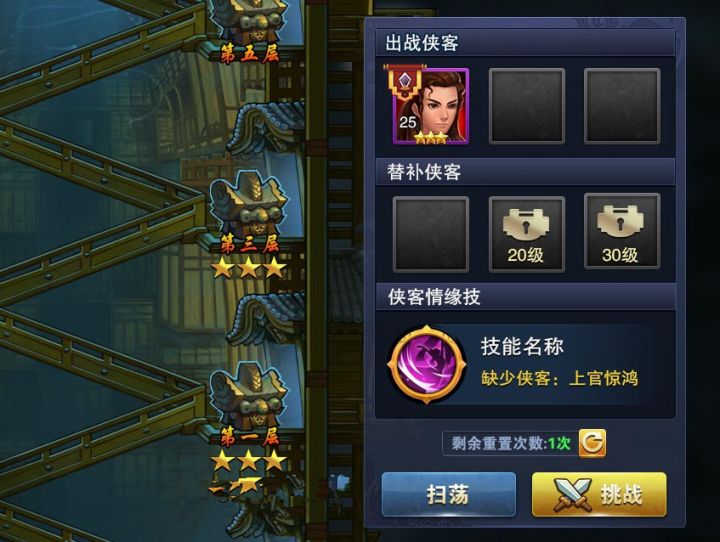 第五层
第三层
第一层
出战侠客
25
替补侠客
20级
30级
侠客情缘技
技能名称
缺少侠客：上官惊鸿
剩余重置次数:1次
扫荡
挑战